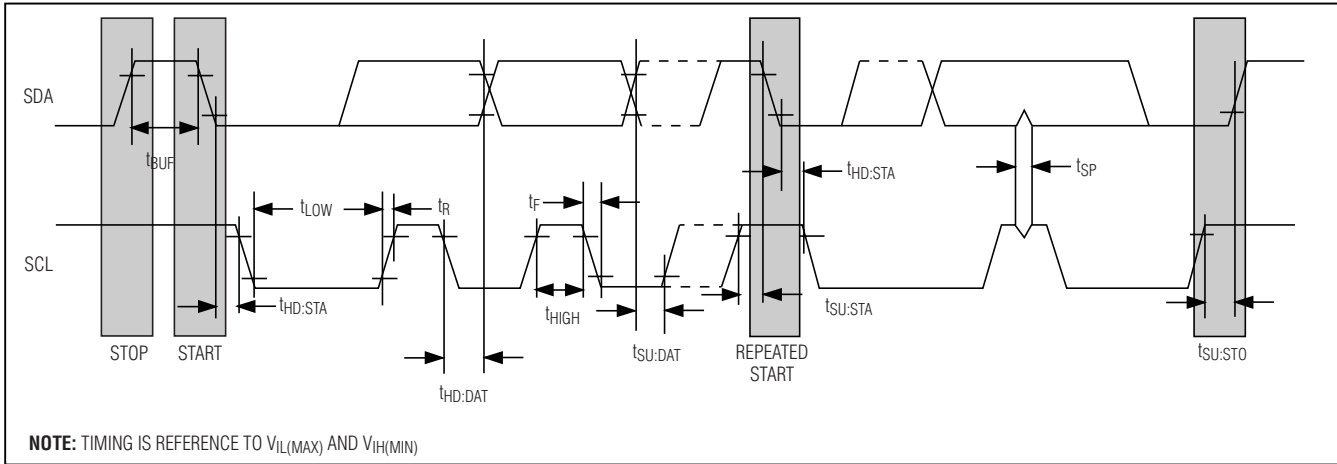 SDA
tBUF
tHD:STA
tSP
tLOW
tR
tF
SCL
tHD:STA
tHIGH
tSU:STA
STOP
START
tSU:DAT
REPEATED
START
tSU:STO
tHD:DAT
NOTE: TIMING IS REFERENCE TO VIL(MAX) AND VIH(MIN)